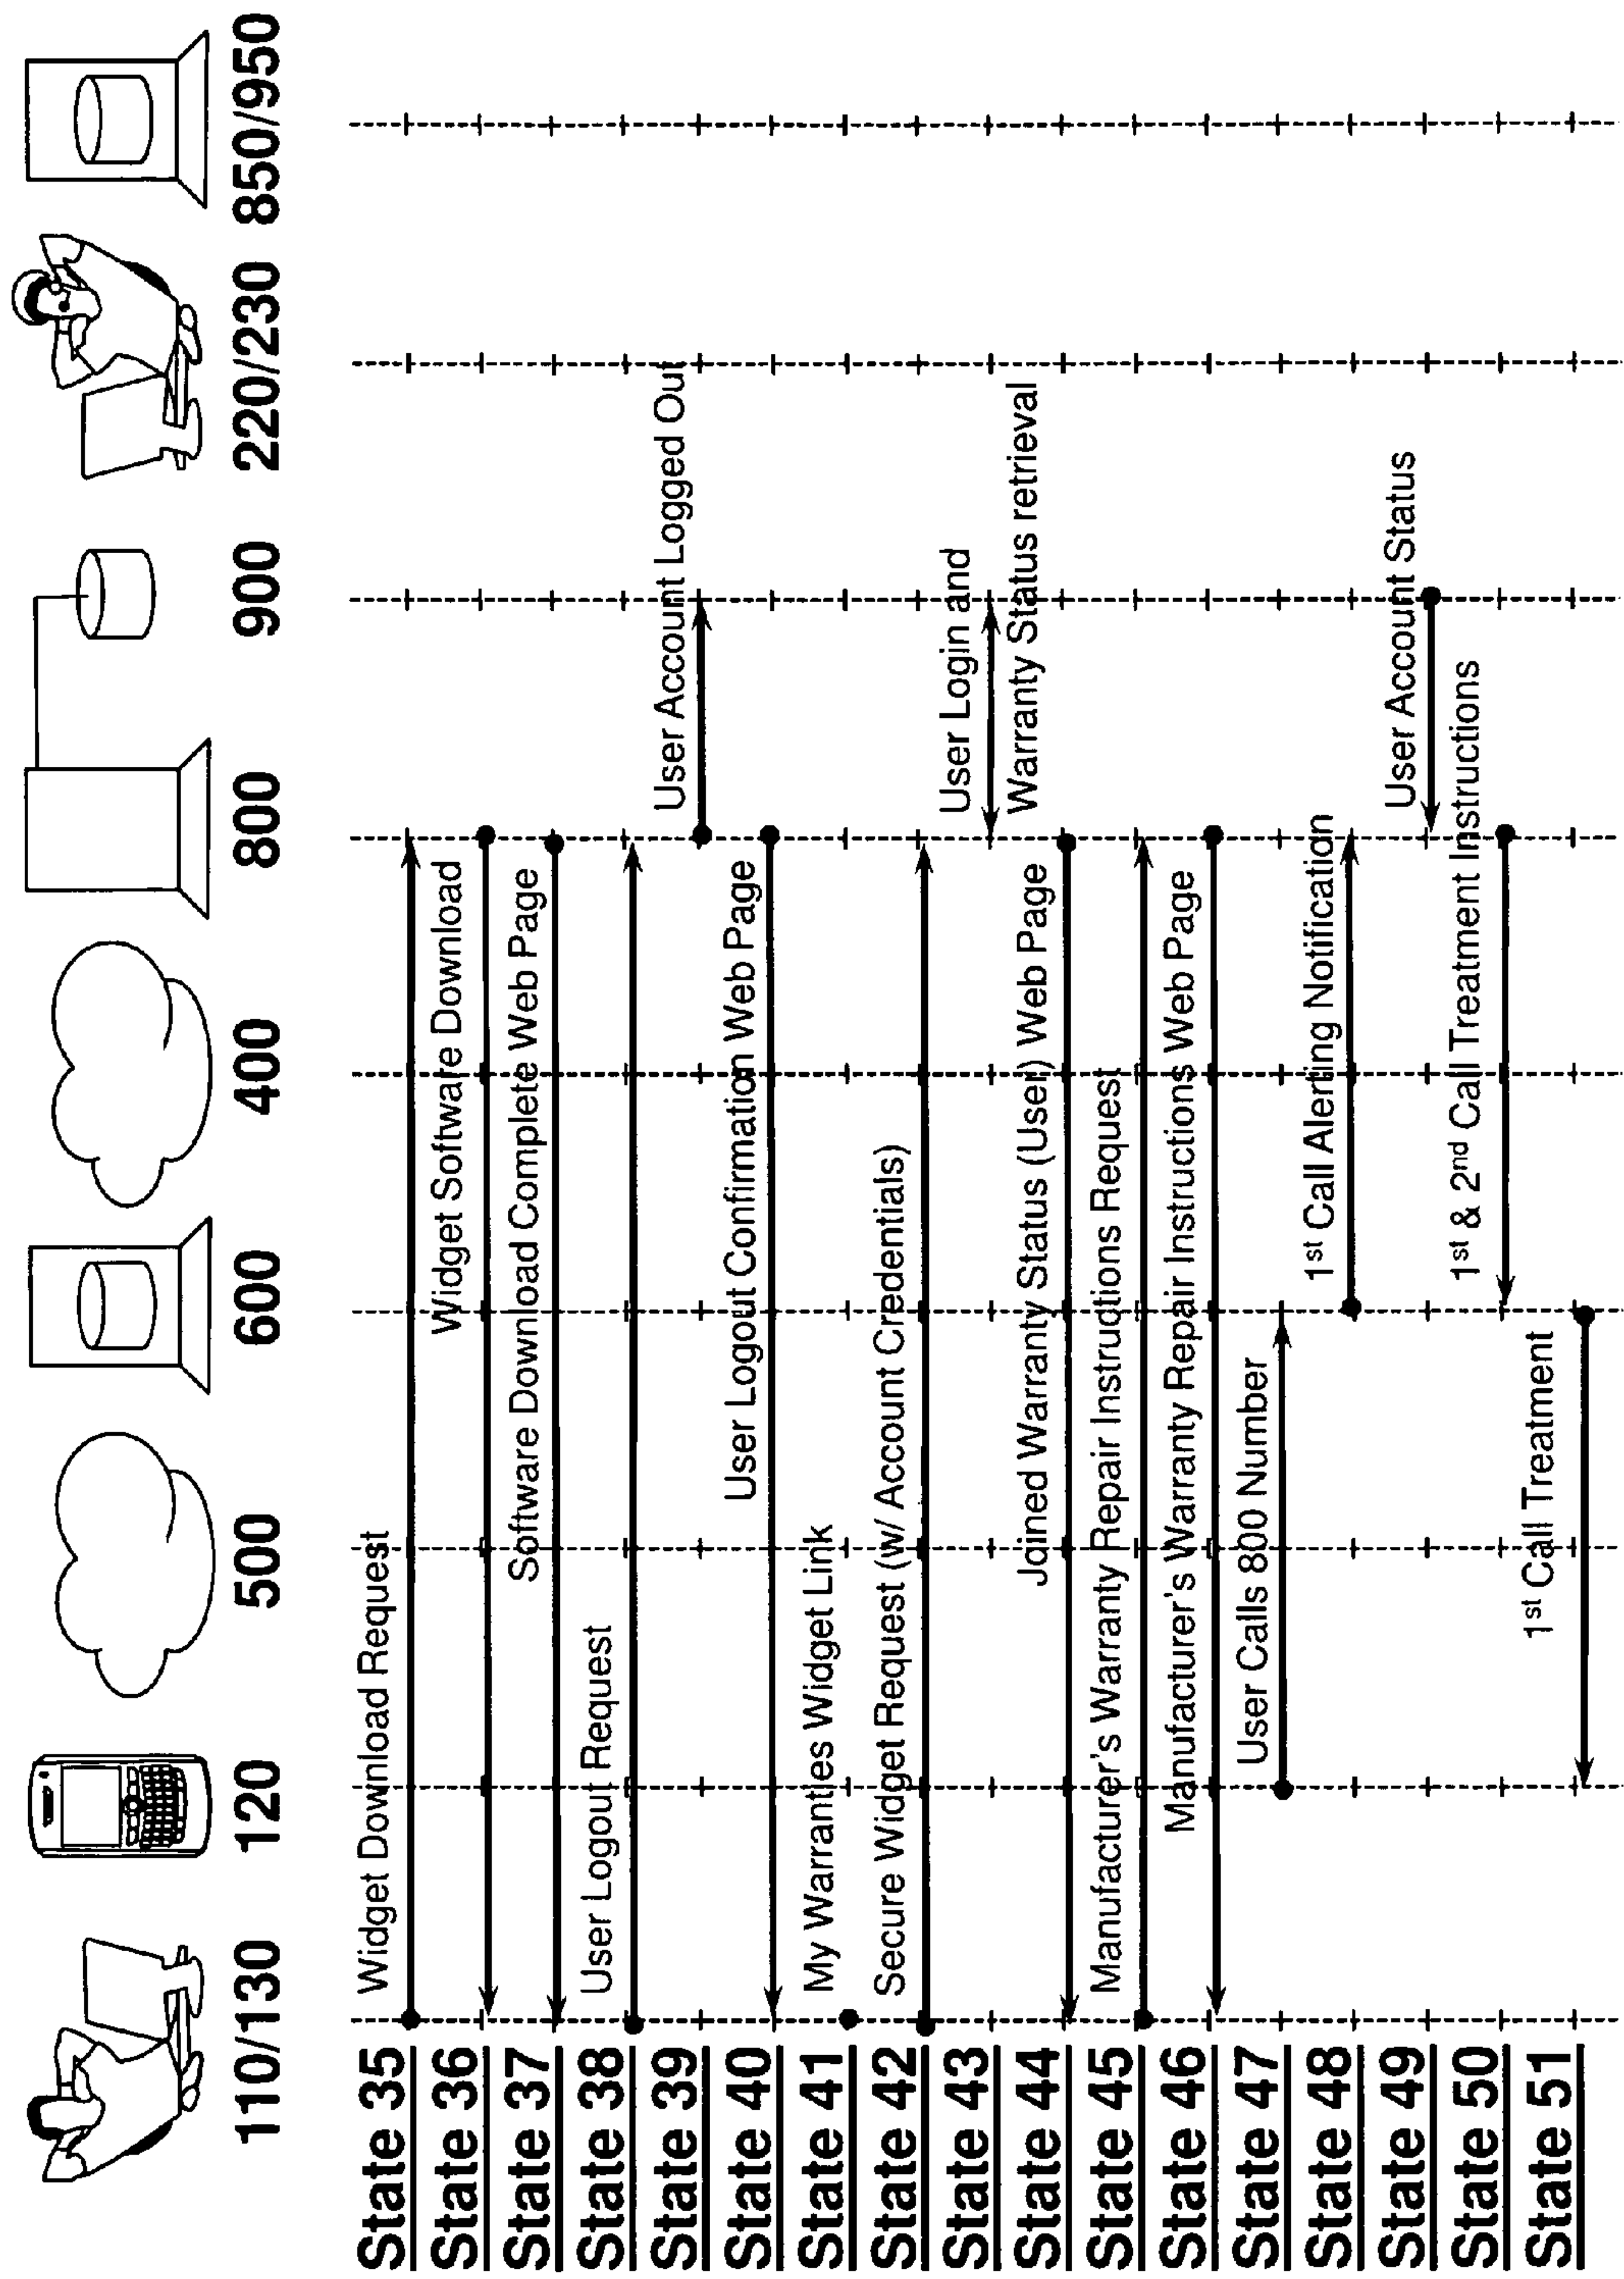 110/130
120
500
600
400
800
900
220/230
850/950
State 35
Widget Download Request
State 36
Widget Software Download
State 37
Software Download Complete Web Page
State 38
User Logout Request
State 39
User Account Logged Out
State 40
User Logout Confirmation Web Page
State 41
My Warranties Widget Link
State 42
Secure Widget Request (w/ Account Credentials)
State 43
User Login and
Warranty Status retrieval
State 44
Joined Warranty Status (User) Web Page
State 45
Manufacturer's Warranty Repair Instructions Request
State 46
Manufacturer's Warranty Repair Instructions Web Page
State 47
User Calls 800 Number
State 48
1st Call Alerting Notification
State 49
User Account Status
State 50
1st & 2nd Call Treatment Instructions
State 51
1st Call Treatment